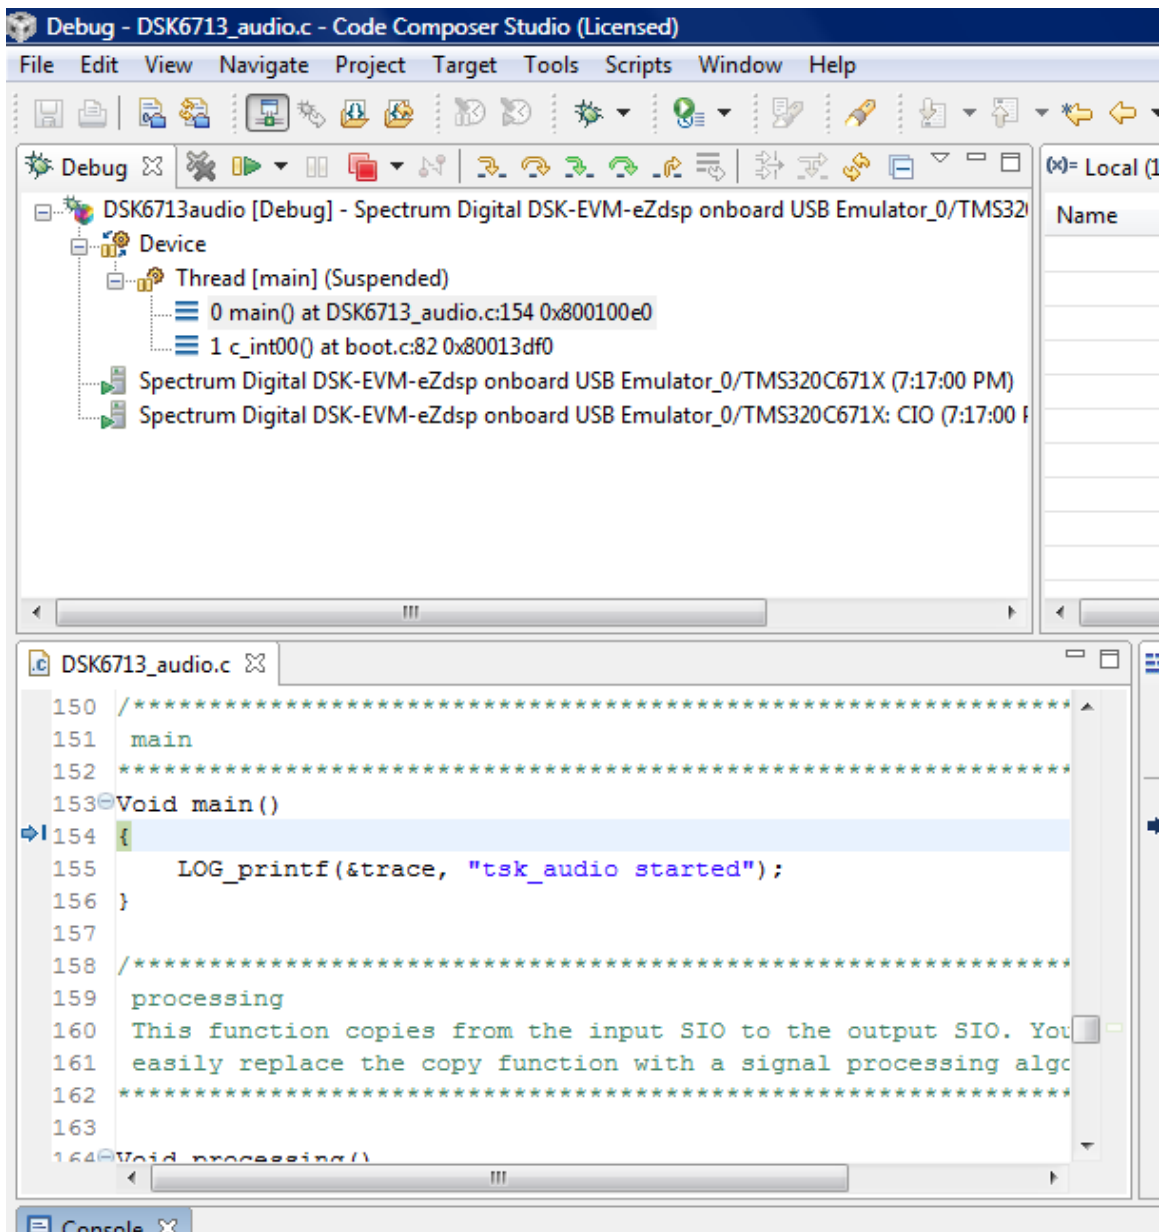 Debug - DSK6713_audio.c - Code Composer Studio (Licensed)
File Edit View Navigate Project Target Tools Scripts Window Help
Debug
(x)= Local (1
DSK6713audio [Debug] - Spectrum Digital DSK-EVM-eZdsp onboard USB Emulator_0/TMS32
Name
Device
Thread [main] (Suspended)
0 main() at DSK6713_audio.c:154 0x800100e0
1 c_int00() at boot.c:82 0x80013df0
Spectrum Digital DSK-EVM-eZdsp onboard USB Emulator_0/TMS320C671X (7:17:00 PM)
Spectrum Digital DSK-EVM-eZdsp onboard USB Emulator_0/TMS320C671X: CIO (7:17:00
DSK6713_audio.c
150 /**************************************************************
151 main
152 ***************************************************************
153 Void main()
154 {
155 LOG_printf(&trace, "tsk_audio started");
156 }
157
158 /**************************************************************
159 processing
160 This function copies from the input SIO to the output SIO. You
161 easily replace the copy function with a signal processing algo
162 ***************************************************************
163
164 Void processing()
Console